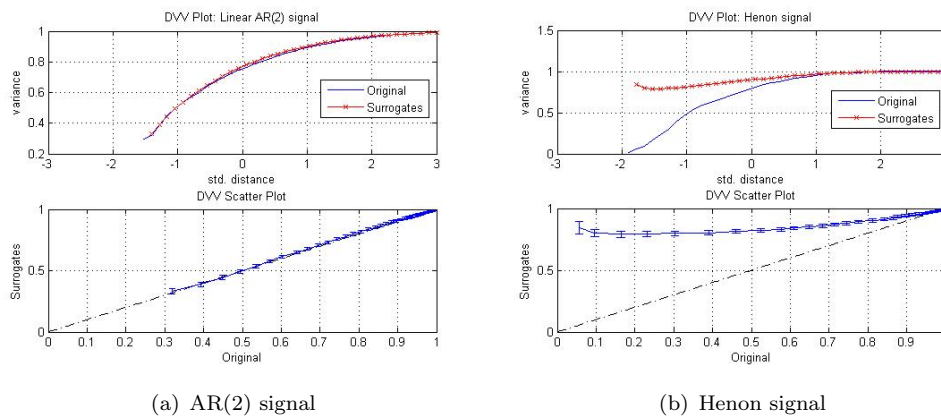 DVV Plot: Linear AR(2) signal
1
0.8
0.6
0.4
0.2
variance
Original
Surrogates
-3 -2 -1 0 1 2 3
std. distance
DVV Scatter Plot
1
0.5
0
Surrogates
0 0.1 0.2 0.3 0.4 0.5 0.6 0.7 0.8 0.9 1
Original
(a) AR(2) signal
DVV Plot: Henon signal
1.5
1
0.5
0
variance
Original
Surrogates
-3 -2 -1 0 1 2
std. distance
DVV Scatter Plot
1
0.5
0
Surrogates
0 0.1 0.2 0.3 0.4 0.5 0.6 0.7 0.8 0.9
Original
(b) Henon signal